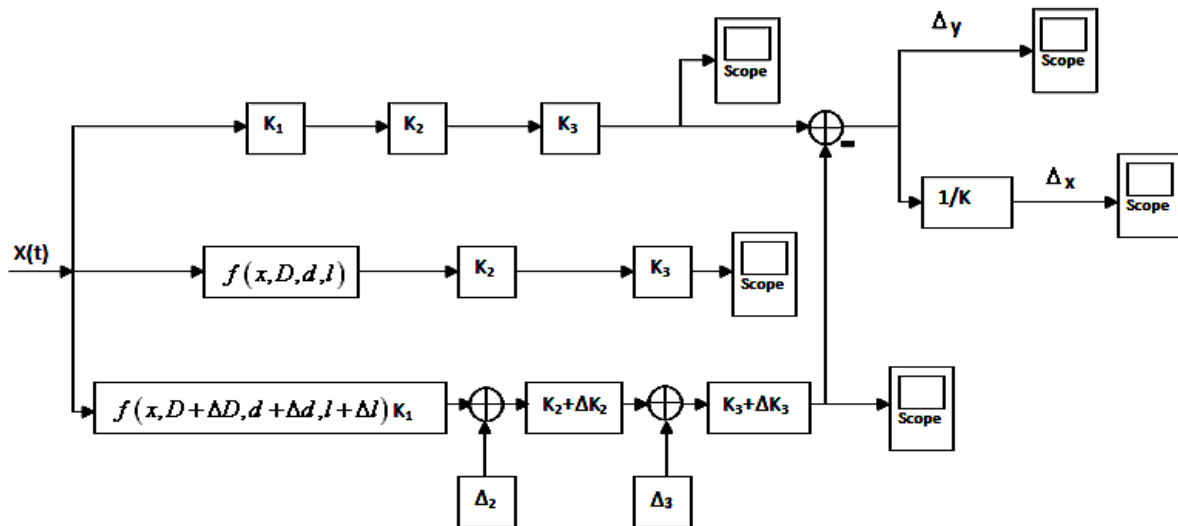 Δy
Scope
Scope
K₁
K₂
K₃
-
1/K
Δx
Scope
X(t)
f(x,D,d,l)
K₂
K₃
Scope
f(x,D+ΔD,d+Δd,l+Δl)K₁
K₂+ΔK₂
K₃+ΔK₃
Scope
Δ₂
Δ₃